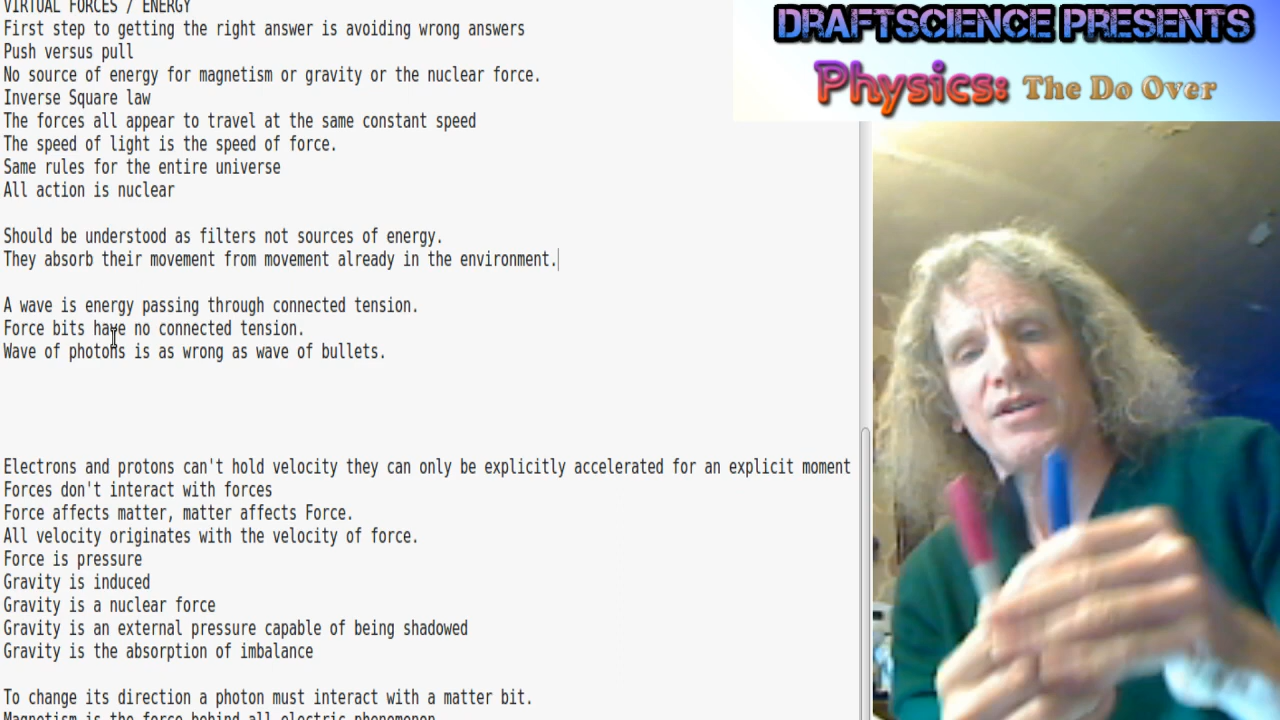 VIRTUAL FORCES / ENERGY
First step to getting the right answer is avoiding wrong answers
Push versus pull
No source of energy for magnetism or gravity or the nuclear force.
Inverse Square law
The forces all appear to travel at the same constant speed
The speed of light is the speed of force.
Same rules for the entire universe
All action is nuclear
Should be understood as filters not sources of energy.
They absorb their movement from movement already in the environment.
A wave is energy passing through connected tension.
Force bits have no connected tension.
Wave of photons is as wrong as wave of bullets.
Electrons and protons can't hold velocity they can only be explicitly accelerated for an explicit moment
Forces don't interact with forces
Force affects matter, matter affects Force.
All velocity originates with the velocity of force.
Force is pressure
Gravity is induced
Gravity is a nuclear force
Gravity is an external pressure capable of being shadowed
Gravity is the absorption of imbalance
To change its direction a photon must interact with a matter bit.
Magnetism is the force behind all electric phenomenon
DRAFTSCIENCE PRESENTS
Physics: The Do Over